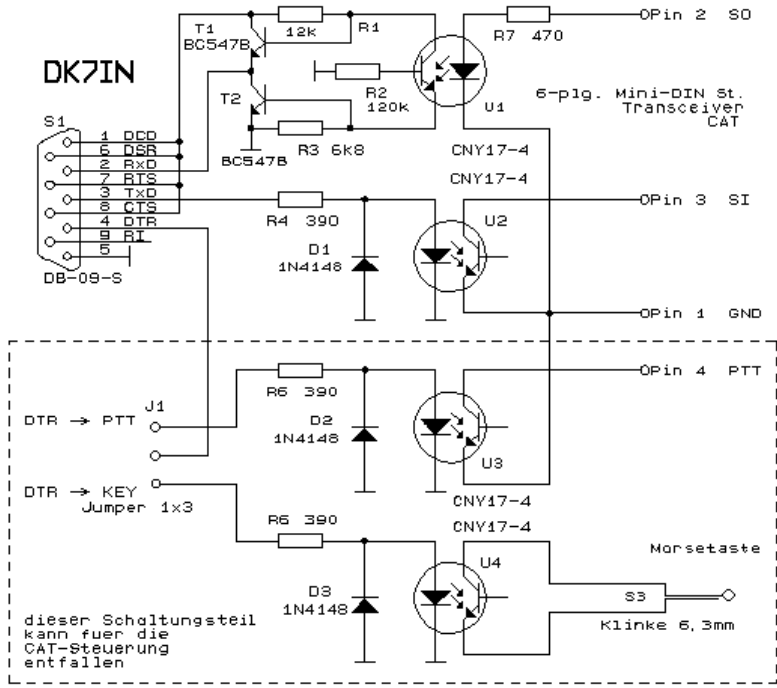 T1
BC547B
12k
R1
R7 470
Pin 2 SO
DK7IN
R2
120k
U1
6-plg. Mini-DIN St.
Transceiver
CAT
T2
S1
R3 6k8
BC547B
CNY17-4
1 DCD
6 DSR
2 RxD
7 RTS
3 TxD
8 CTS
4 DTR
9 RI
5
DB-09-S
CNY17-4
R4 390
U2
Pin 3 SI
D1
1N4148
Pin 1 GND
Pin 4 PTT
R6 390
J1
DTR → PTT
D2
1N4148
U3
DTR → KEY
Jumper 1x3
CNY17-4
CNY17-4
R6 390
U4
Morsetaste
D3
1N4148
S3
Klinke 6,3mm
dieser Schaltungsteil
kann fuer die
CAT-Steuerung
entfallen